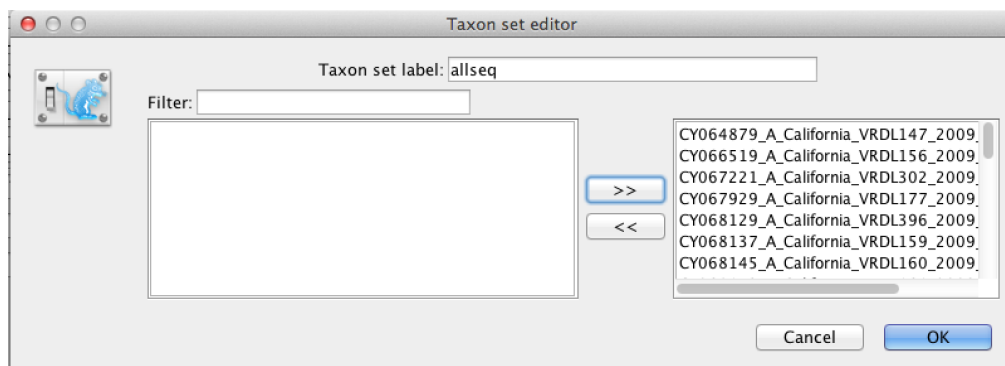 Taxon set editor
Taxon set label: allseq
Filter:
CY064879_A_California_VRDL147_2009_
CY066519_A_California_VRDL156_2009_
CY067221_A_California_VRDL302_2009_
>>
CY067929_A_California_VRDL177_2009_
<<
CY068129_A_California_VRDL396_2009_
CY068137_A_California_VRDL159_2009_
CY068145_A_California_VRDL160_2009_
Cancel
OK